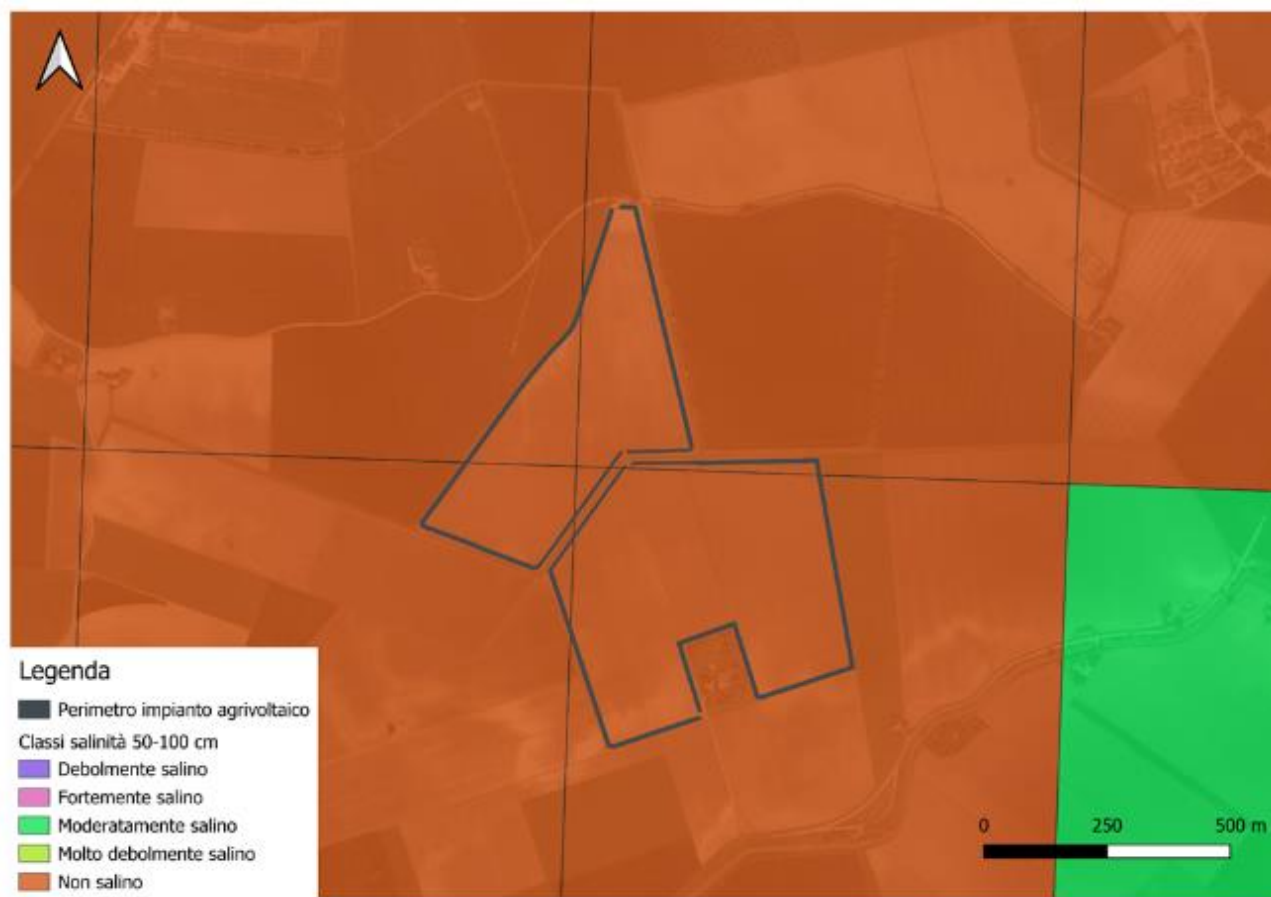 Legenda
Perimetro impianto agrivoltaico
Classi salinità 50-100 cm
Debolmente salino
Fortemente salino
Moderatamente salino
Molto debolmente salino
Non salino
0 250 500 m